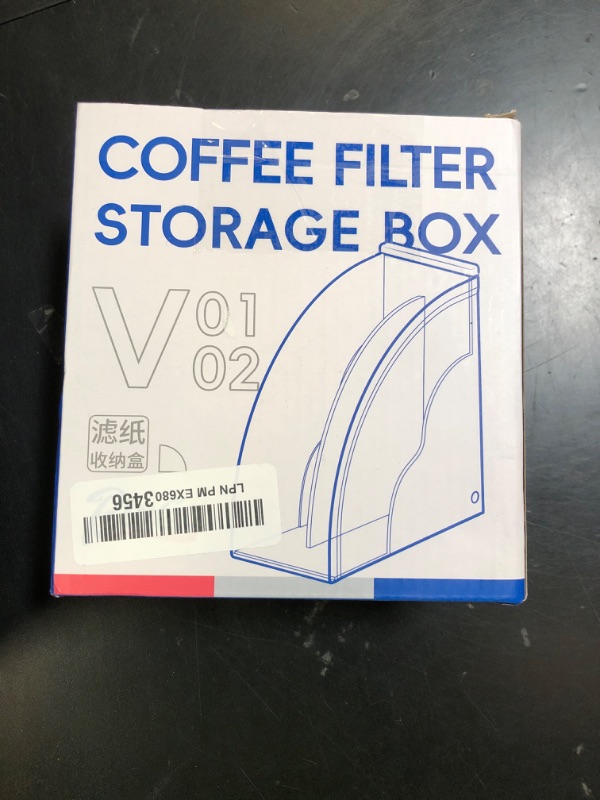 COFFEE FILTER
STORAGE BOX
V 01
02
滤纸
收纳盒
LPN PM EX6803456